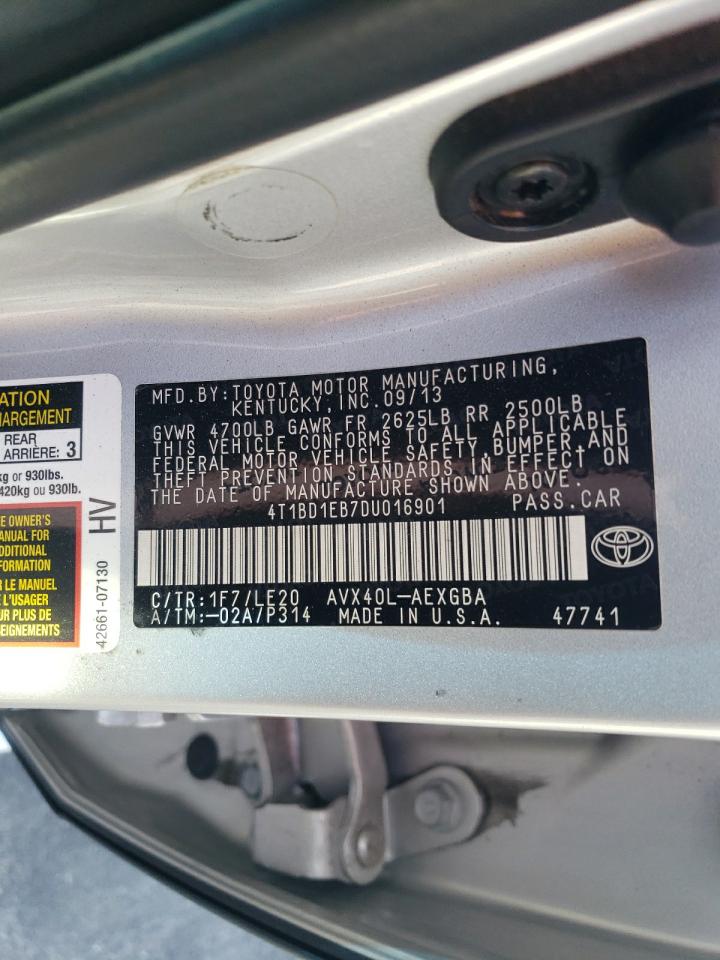 ATION
HARGEMENT
REAR
ARRIÈRE: 3
kg or 930lbs.
420kg ou 930lb.
E OWNER'S
ANUAL FOR
DDITIONAL
FORMATION
R LE MANUEL
L'USAGER
UR PLUS DE
EIGNEMENTS
HV
42661-07130
MFD.BY:TOYOTA MOTOR MANUFACTURING,
KENTUCKY,INC.09/13
GVWR 4700LB GAWR FR 2625LB RR 2500LB
THIS VEHICLE CONFORMS TO ALL APPLICABLE
FEDERAL MOTOR VEHICLE SAFETY,BUMPER,AND
THEFT PREVENTION STANDARDS IN EFFECT ON
THE DATE OF MANUFACTURE SHOWN ABOVE.
4T1BD1EB7DU016901 PASS.CAR
C/TR:1F7/LE20 AVX40L-AEXGBA
A/TM:-02A/P314 MADE IN U.S.A. 47741